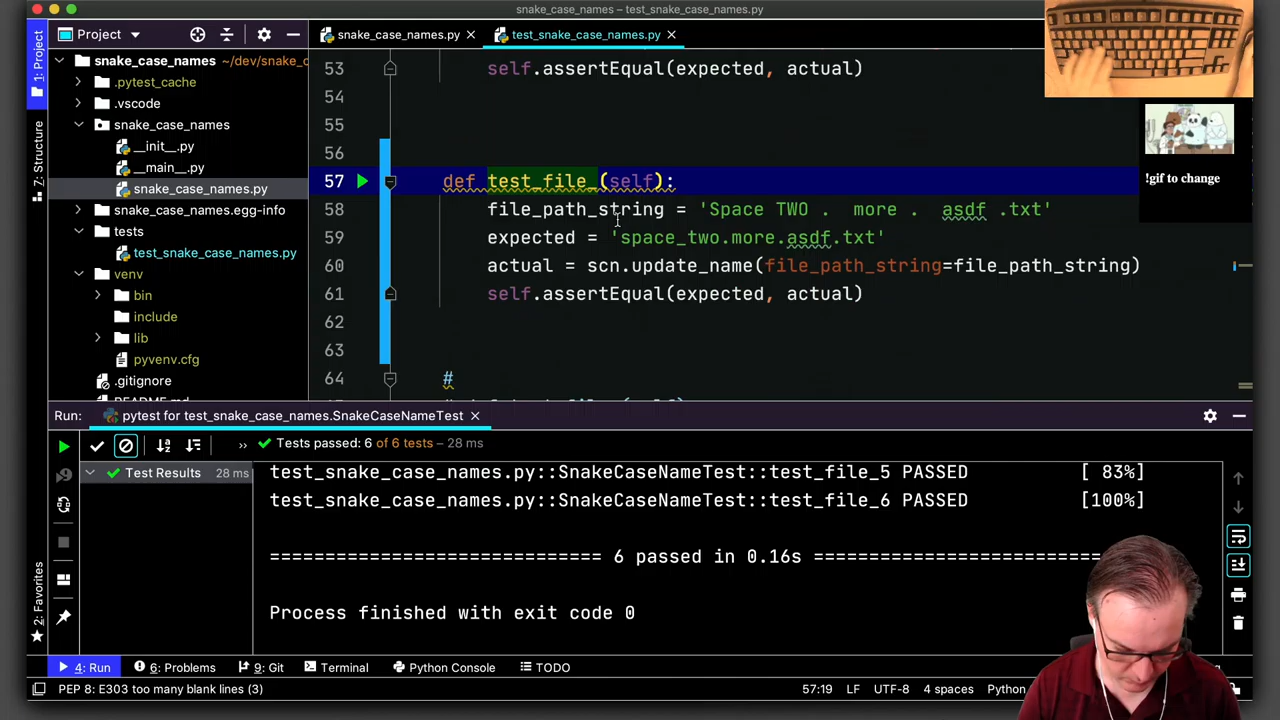 snake_case_names – test_snake_case_names.py
Project
snake_case_names.py
test_snake_case_names.py
1: Project
7: Structure
2: Favorites
snake_case_names ~/dev/snake_c
.pytest_cache
.vscode
snake_case_names
__init__.py
__main__.py
snake_case_names.py
snake_case_names.egg-info
tests
test_snake_case_names.py
venv
bin
include
lib
pyvenv.cfg
.gitignore
README.md
53 self.assertEqual(expected, actual)
54
55
56
57 def test_file_(self):
58 file_path_string = 'Space TWO .  more .  asdf .txt'
59 expected = 'space_two.more.asdf.txt'
60 actual = scn.update_name(file_path_string=file_path_string)
61 self.assertEqual(expected, actual)
62
63
64 #
!gif to change
Run: pytest for test_snake_case_names.SnakeCaseNameTest
» Tests passed: 6 of 6 tests – 28 ms
Test Results 28 ms
test_snake_case_names.py::SnakeCaseNameTest::test_file_5 PASSED [ 83%]
test_snake_case_names.py::SnakeCaseNameTest::test_file_6 PASSED [100%]
============================ 6 passed in 0.16s ============================
Process finished with exit code 0
4: Run 6: Problems 9: Git Terminal Python Console TODO
PEP 8: E303 too many blank lines (3) 57:19 LF UTF-8 4 spaces Python